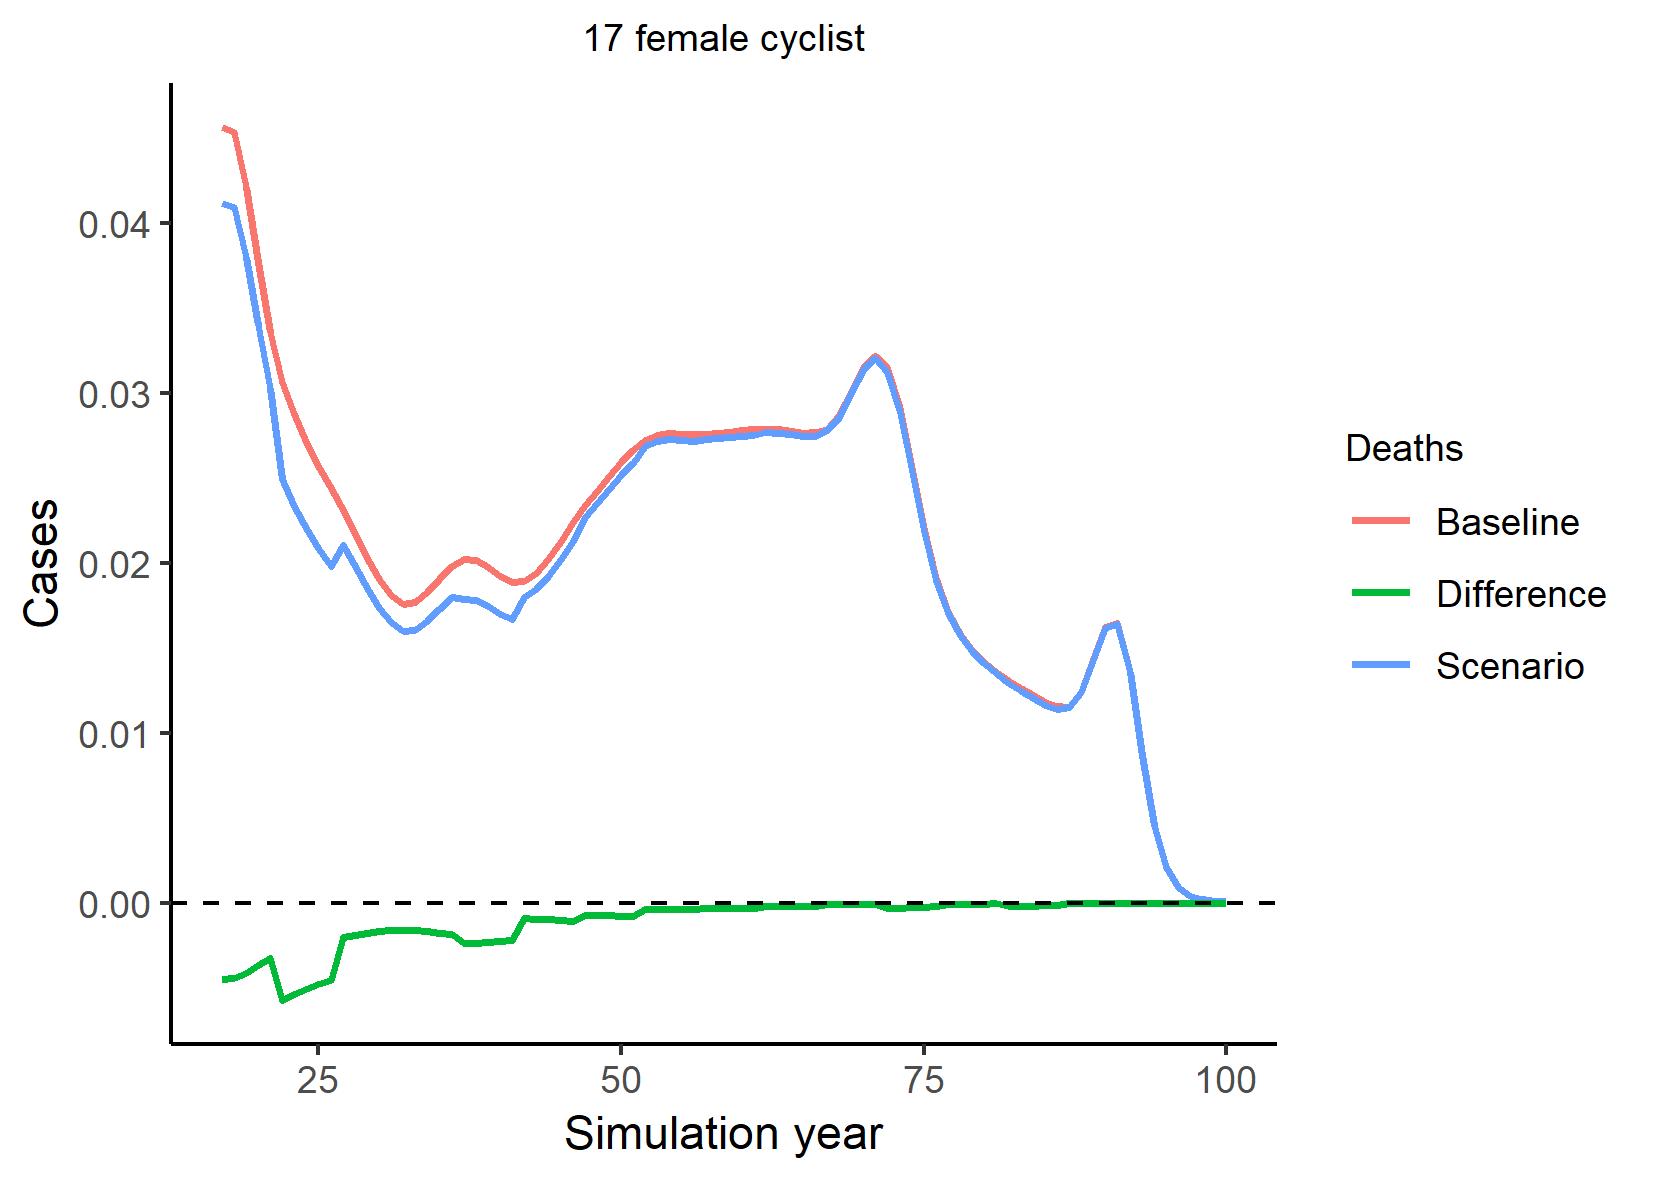 17 female cyclist
Cases
0.04
0.03
0.02
0.01
0.00
25 50 75 100
Simulation year
Deaths
Baseline
Difference
Scenario